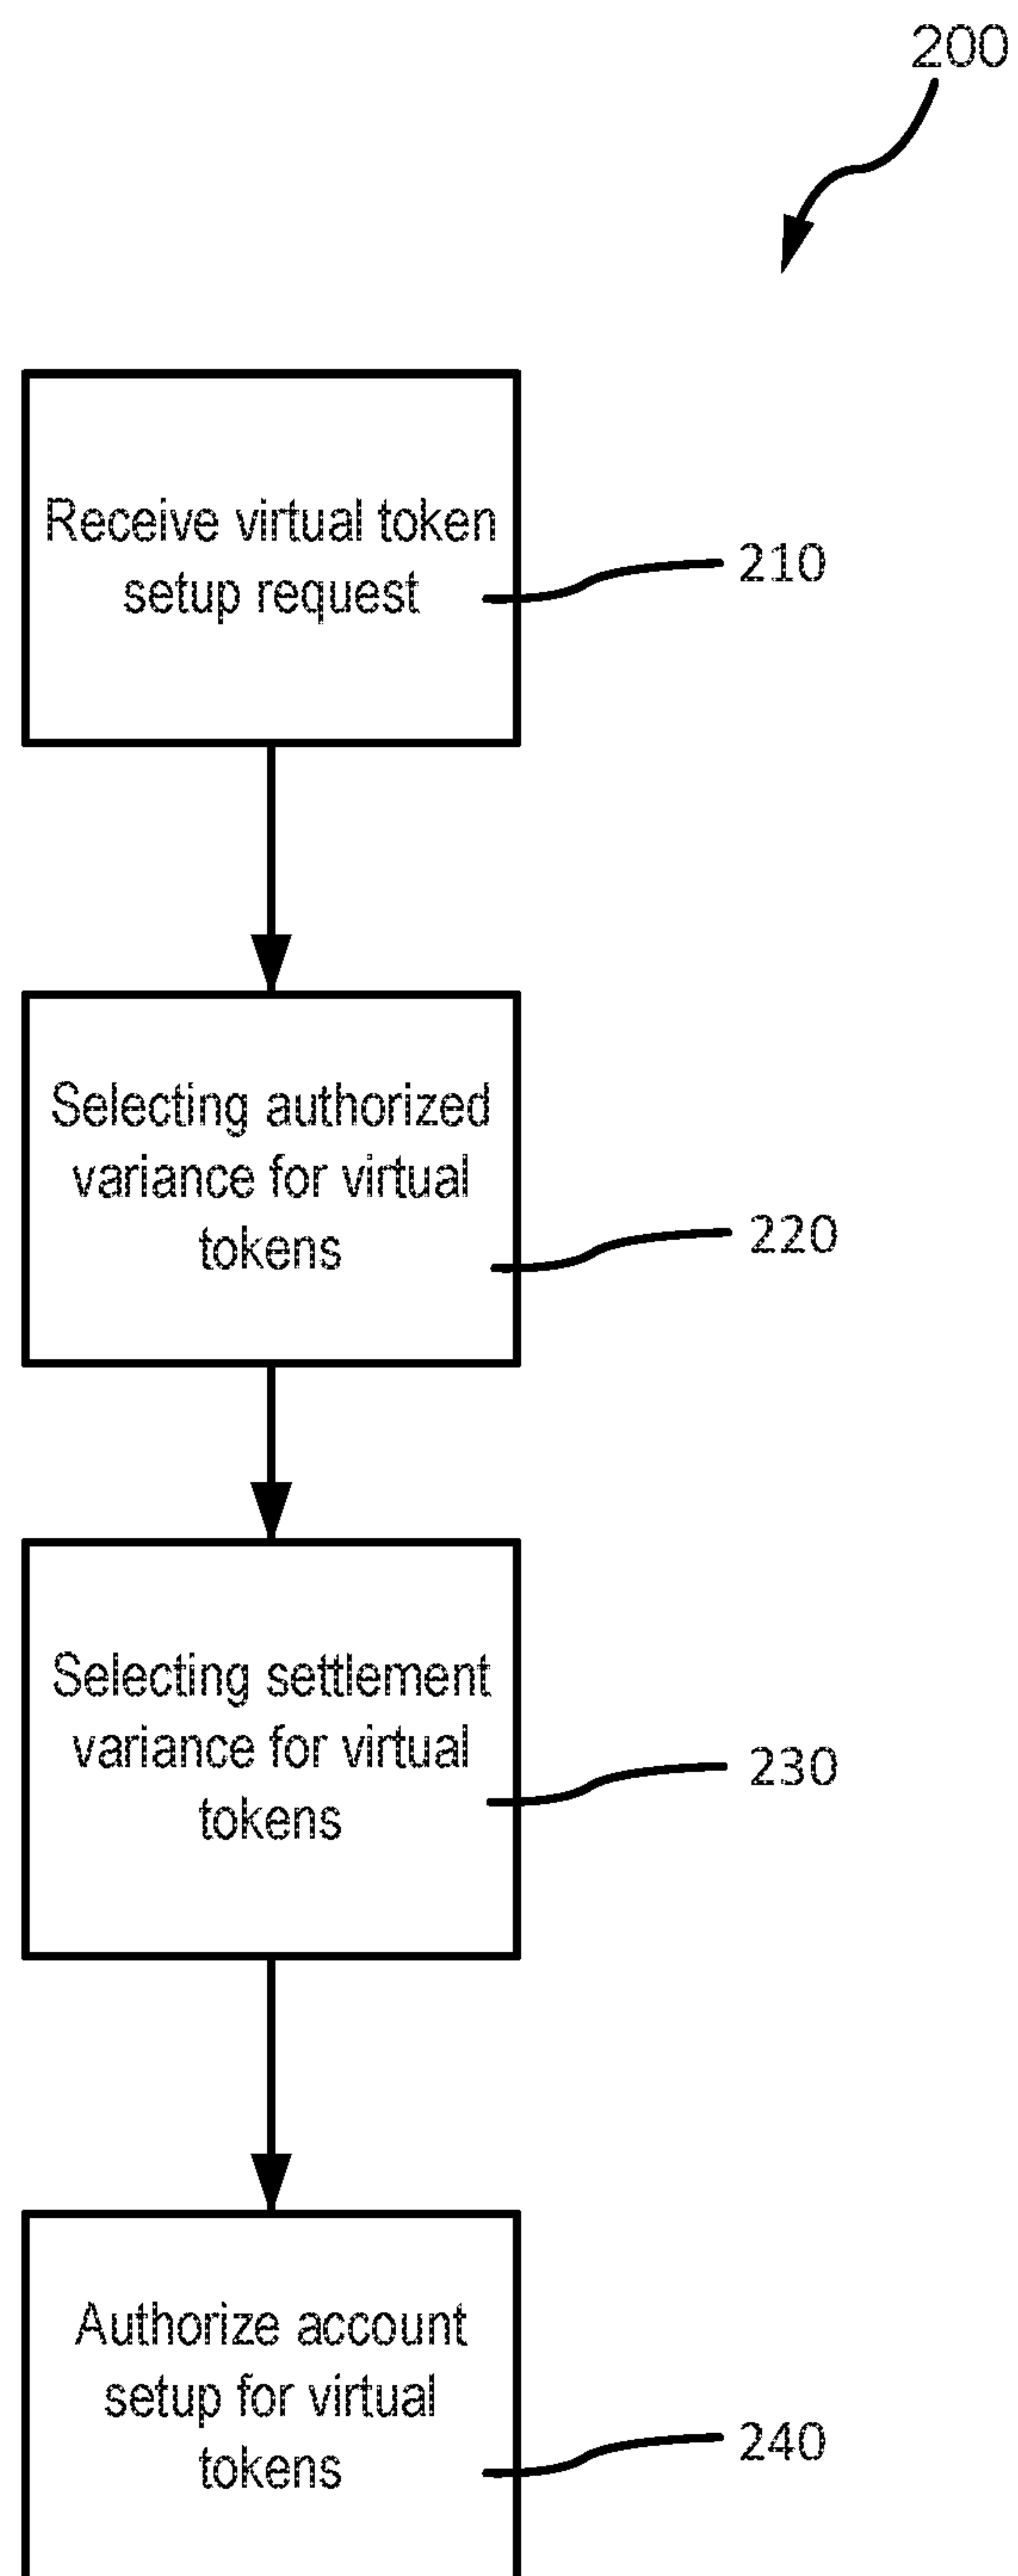 200
Receive virtual token
setup request
210
Selecting authorized
variance for virtual
tokens
220
Selecting settlement
variance for virtual
tokens
230
Authorize account
setup for virtual
tokens
240